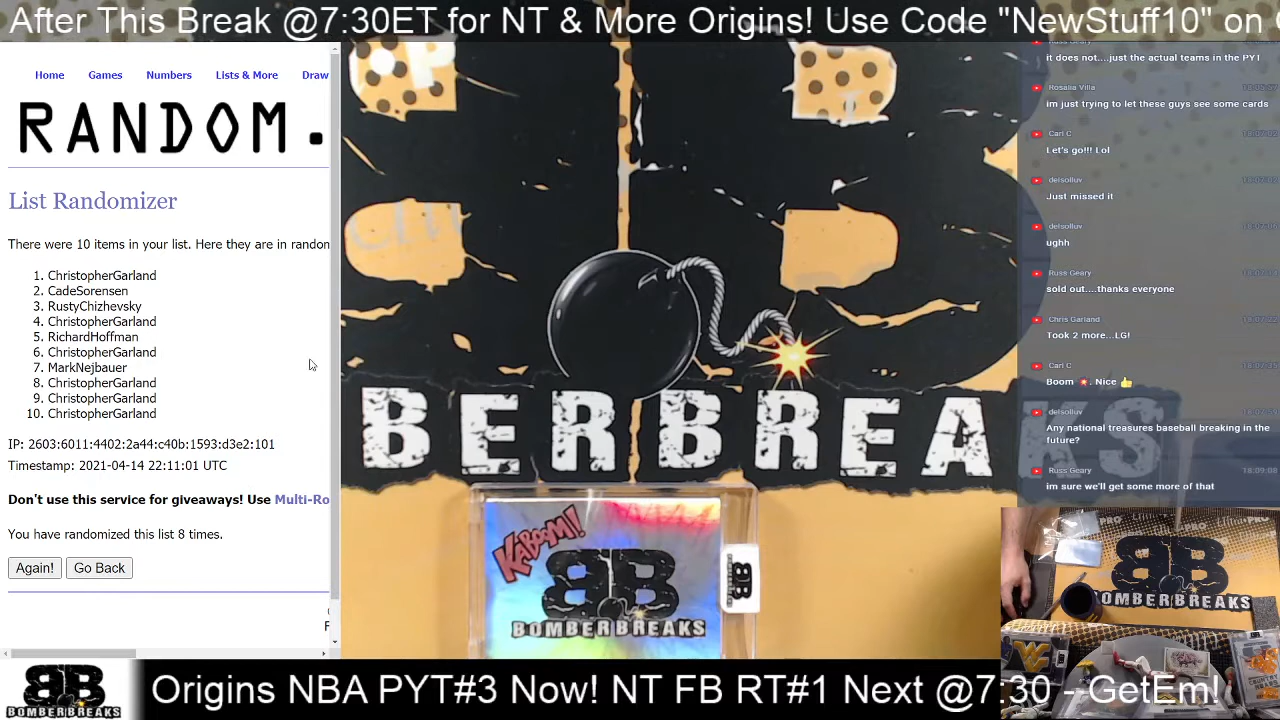 After This Break @7:30ET for NT & More Origins! Use Code "NewStuff10" on
Home Games Numbers Lists & More Draw
RANDOM.
List Randomizer
There were 10 items in your list. Here they are in random
1. ChristopherGarland
2. CadeSorensen
3. RustyChizhevsky
4. ChristopherGarland
5. RichardHoffman
6. ChristopherGarland
7. MarkNejbauer
8. ChristopherGarland
9. ChristopherGarland
10. ChristopherGarland
IP: 2603:6011:4402:2a44:c40b:1593:d3e2:101
Timestamp: 2021-04-14 22:11:01 UTC
Don't use this service for giveaways! Use Multi-Ro
You have randomized this list 8 times.
Again! Go Back
BERBREAKS
KABOOM!
BB
BOMBERBREAKS
BB
Russ Geary
it does not....just the actual teams in the PYT
Rosalia Villa
im just trying to let these guys see some cards
Carl C
Let's go!!! Lol
delsolluv
Just missed it
delsolluv
ughh
Russ Geary
sold out....thanks everyone
Chris Garland
Took 2 more...LG!
Carl C
Boom 💥. Nice 👍
delsolluv
Any national treasures baseball breaking in the
future?
Russ Geary 18:09:08
im sure we'll get some more of that
BOMBERBREAKS
BB
BOMBERBREAKS
Origins NBA PYT#3 Now! NT FB RT#1 Next @7:30 - GetEm!